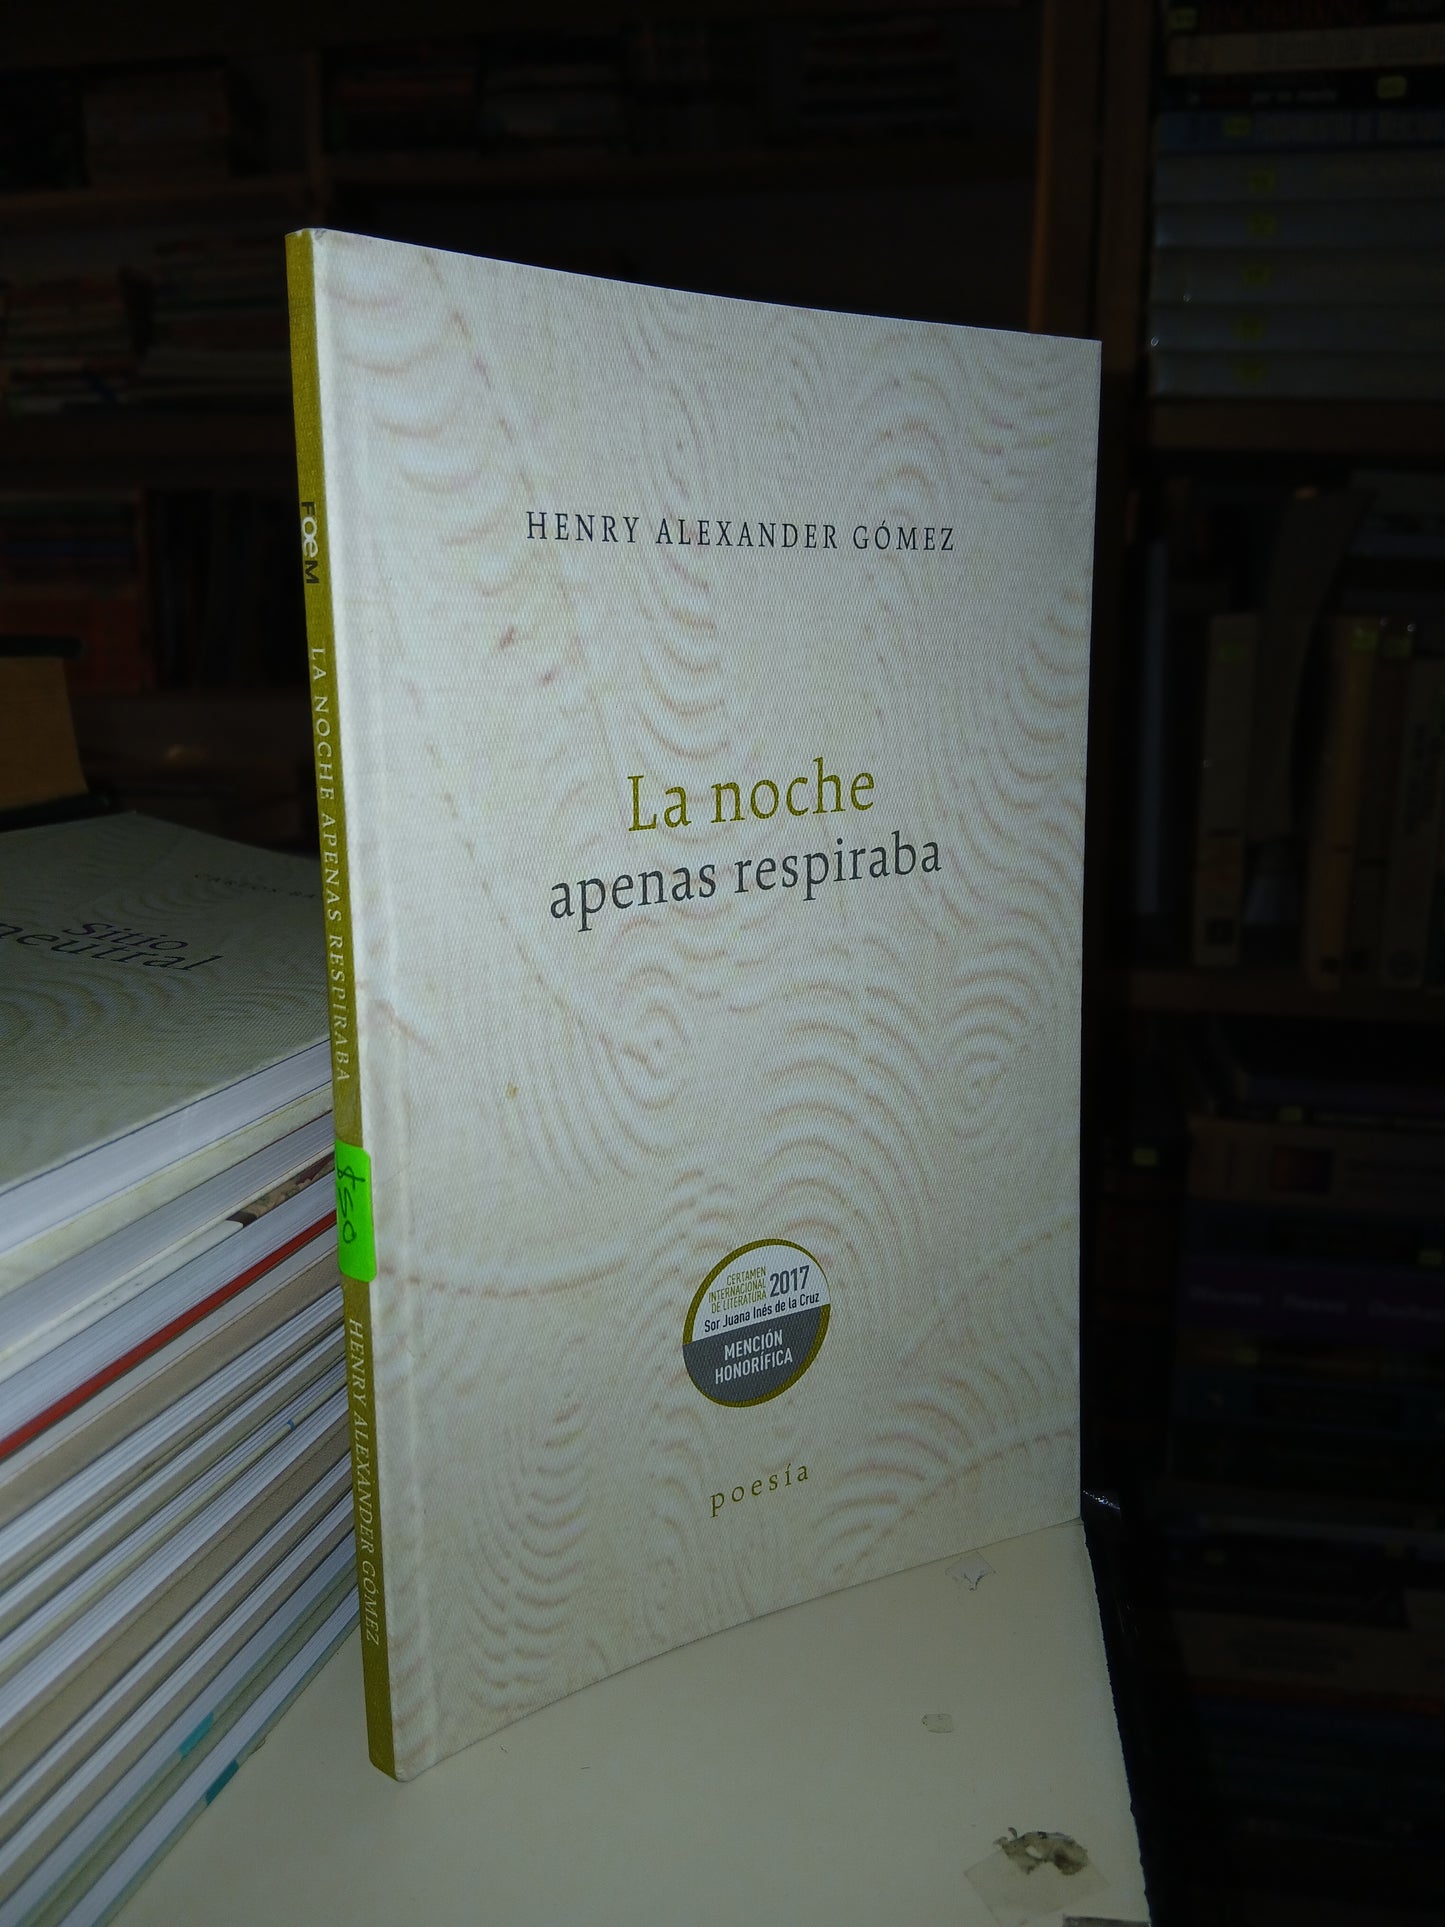 HENRY ALEXANDER GÓMEZ
La noche
apenas respiraba
CERTAMEN
INTERNACIONAL
DE LITERATURA 2017
Sor Juana Inés de la Cruz
MENCIÓN
HONORÍFICA
poesía
FOEM LA NOCHE APENAS RESPIRABA HENRY ALEXANDER GÓMEZ
$50
Sitio
neutral